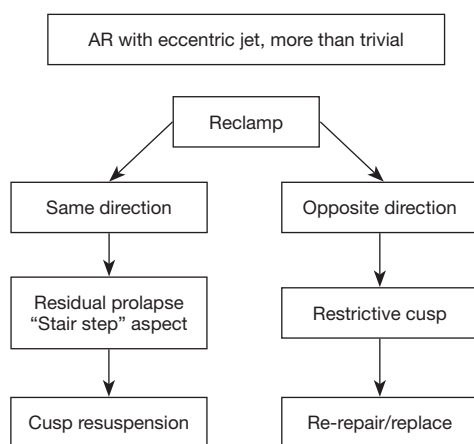 AR with eccentric jet, more than trivial
Reclamp
Same direction
Opposite direction
Residual prolapse
“Stair step” aspect
Restrictive cusp
Cusp resuspension
Re-repair/replace